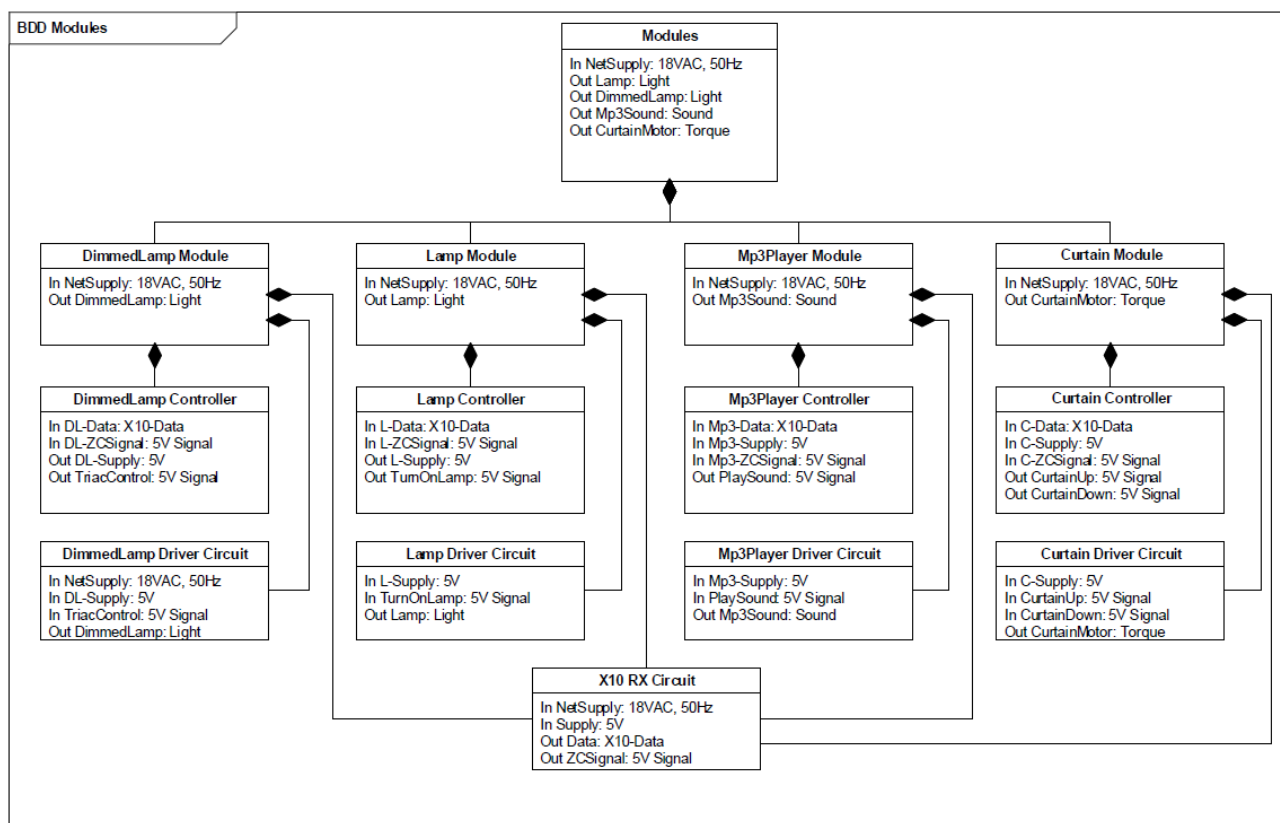 BDD Modules
Modules
In NetSupply: 18VAC, 50Hz
Out Lamp: Light
Out DimmedLamp: Light
Out Mp3Sound: Sound
Out CurtainMotor: Torque
DimmedLamp Module
In NetSupply: 18VAC, 50Hz
Out DimmedLamp: Light
Lamp Module
In NetSupply: 18VAC, 50Hz
Out Lamp: Light
Mp3Player Module
In NetSupply: 18VAC, 50Hz
Out Mp3Sound: Sound
Curtain Module
In NetSupply: 18VAC, 50Hz
Out CurtainMotor: Torque
DimmedLamp Controller
In DL-Data: X10-Data
In DL-ZCSignal: 5V Signal
Out DL-Supply: 5V
Out TriacControl: 5V Signal
Lamp Controller
In L-Data: X10-Data
In L-ZCSignal: 5V Signal
Out L-Supply: 5V
Out TurnOnLamp: 5V Signal
Mp3Player Controller
In Mp3-Data: X10-Data
In Mp3-Supply: 5V
In Mp3-ZCSignal: 5V Signal
Out PlaySound: 5V Signal
Curtain Controller
In C-Data: X10-Data
In C-Supply: 5V
In C-ZCSignal: 5V Signal
Out CurtainUp: 5V Signal
Out CurtainDown: 5V Signal
DimmedLamp Driver Circuit
In NetSupply: 18VAC, 50Hz
In DL-Supply: 5V
In TriacControl: 5V Signal
Out DimmedLamp: Light
Lamp Driver Circuit
In L-Supply: 5V
In TurnOnLamp: 5V Signal
Out Lamp: Light
Mp3Player Driver Circuit
In Mp3-Supply: 5V
In PlaySound: 5V Signal
Out Mp3Sound: Sound
Curtain Driver Circuit
In C-Supply: 5V
In CurtainUp: 5V Signal
In CurtainDown: 5V Signal
Out CurtainMotor: Torque
X10 RX Circuit
In NetSupply: 18VAC, 50Hz
In Supply: 5V
Out Data: X10-Data
Out ZCSignal: 5V Signal